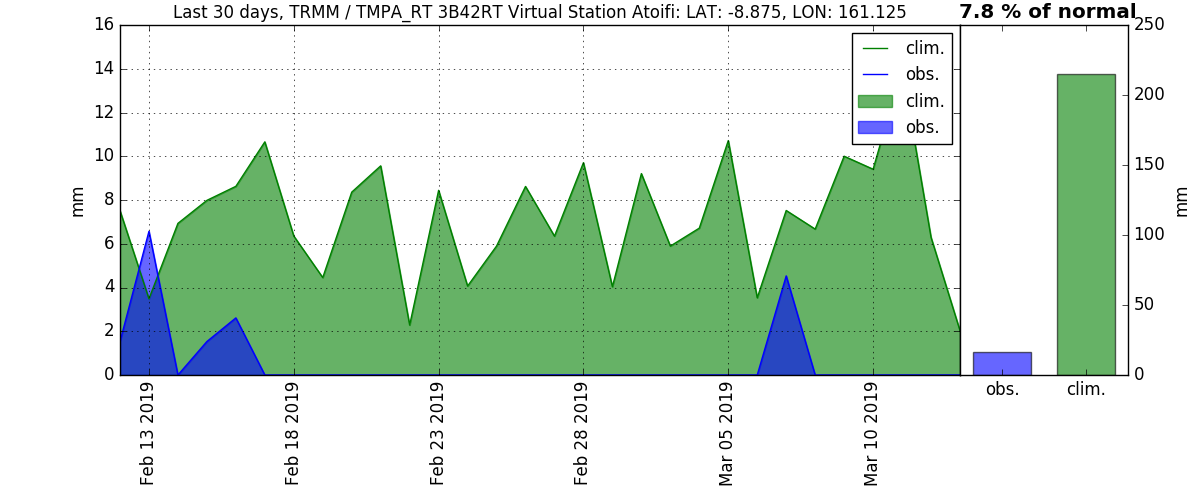 Last 30 days, TRMM / TMPA_RT 3B42RT Virtual Station Atoifi: LAT: -8.875, LON: 161.125
7.8 % of normal
16
14
12
10
8
6
4
2
0
mm
clim.
obs.
clim.
obs.
Feb 13 2019
Feb 18 2019
Feb 23 2019
Feb 28 2019
Mar 05 2019
Mar 10 2019
250
200
150
100
50
0
mm
obs.
clim.